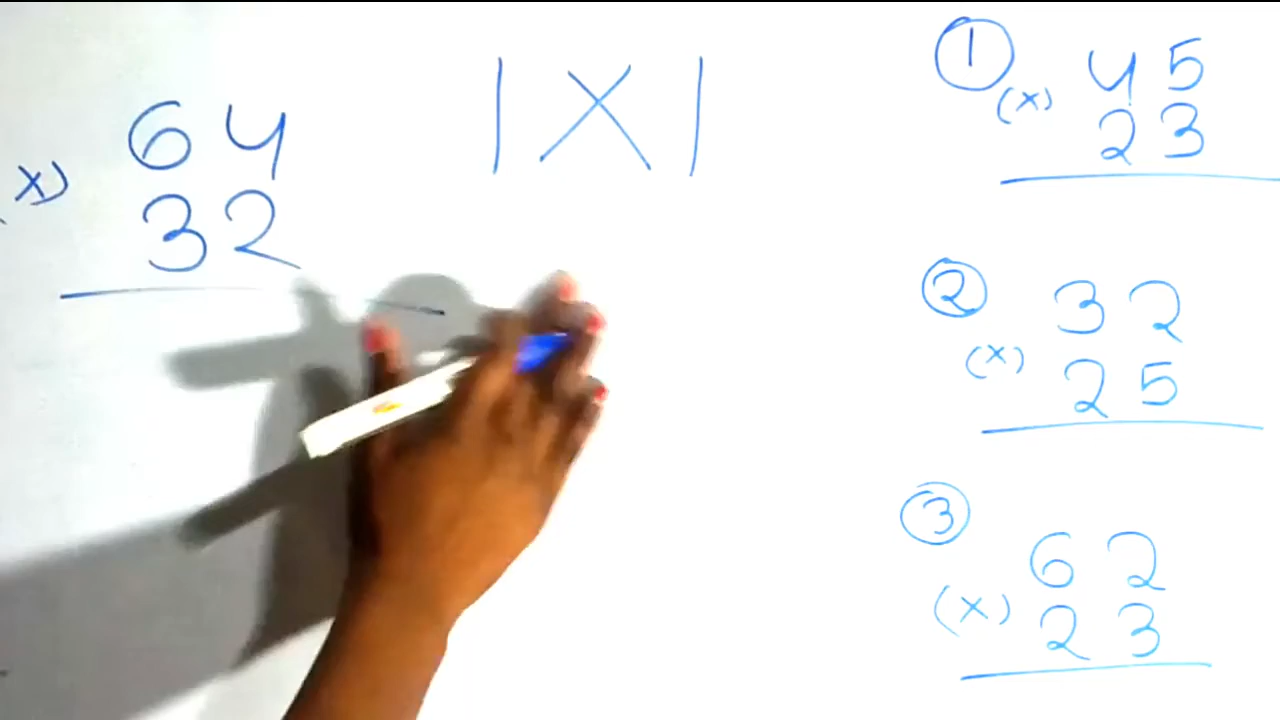 64
(X) 32
| X |
① 45
(x) 23
② 32
(x) 25
③ 62
(x) 23